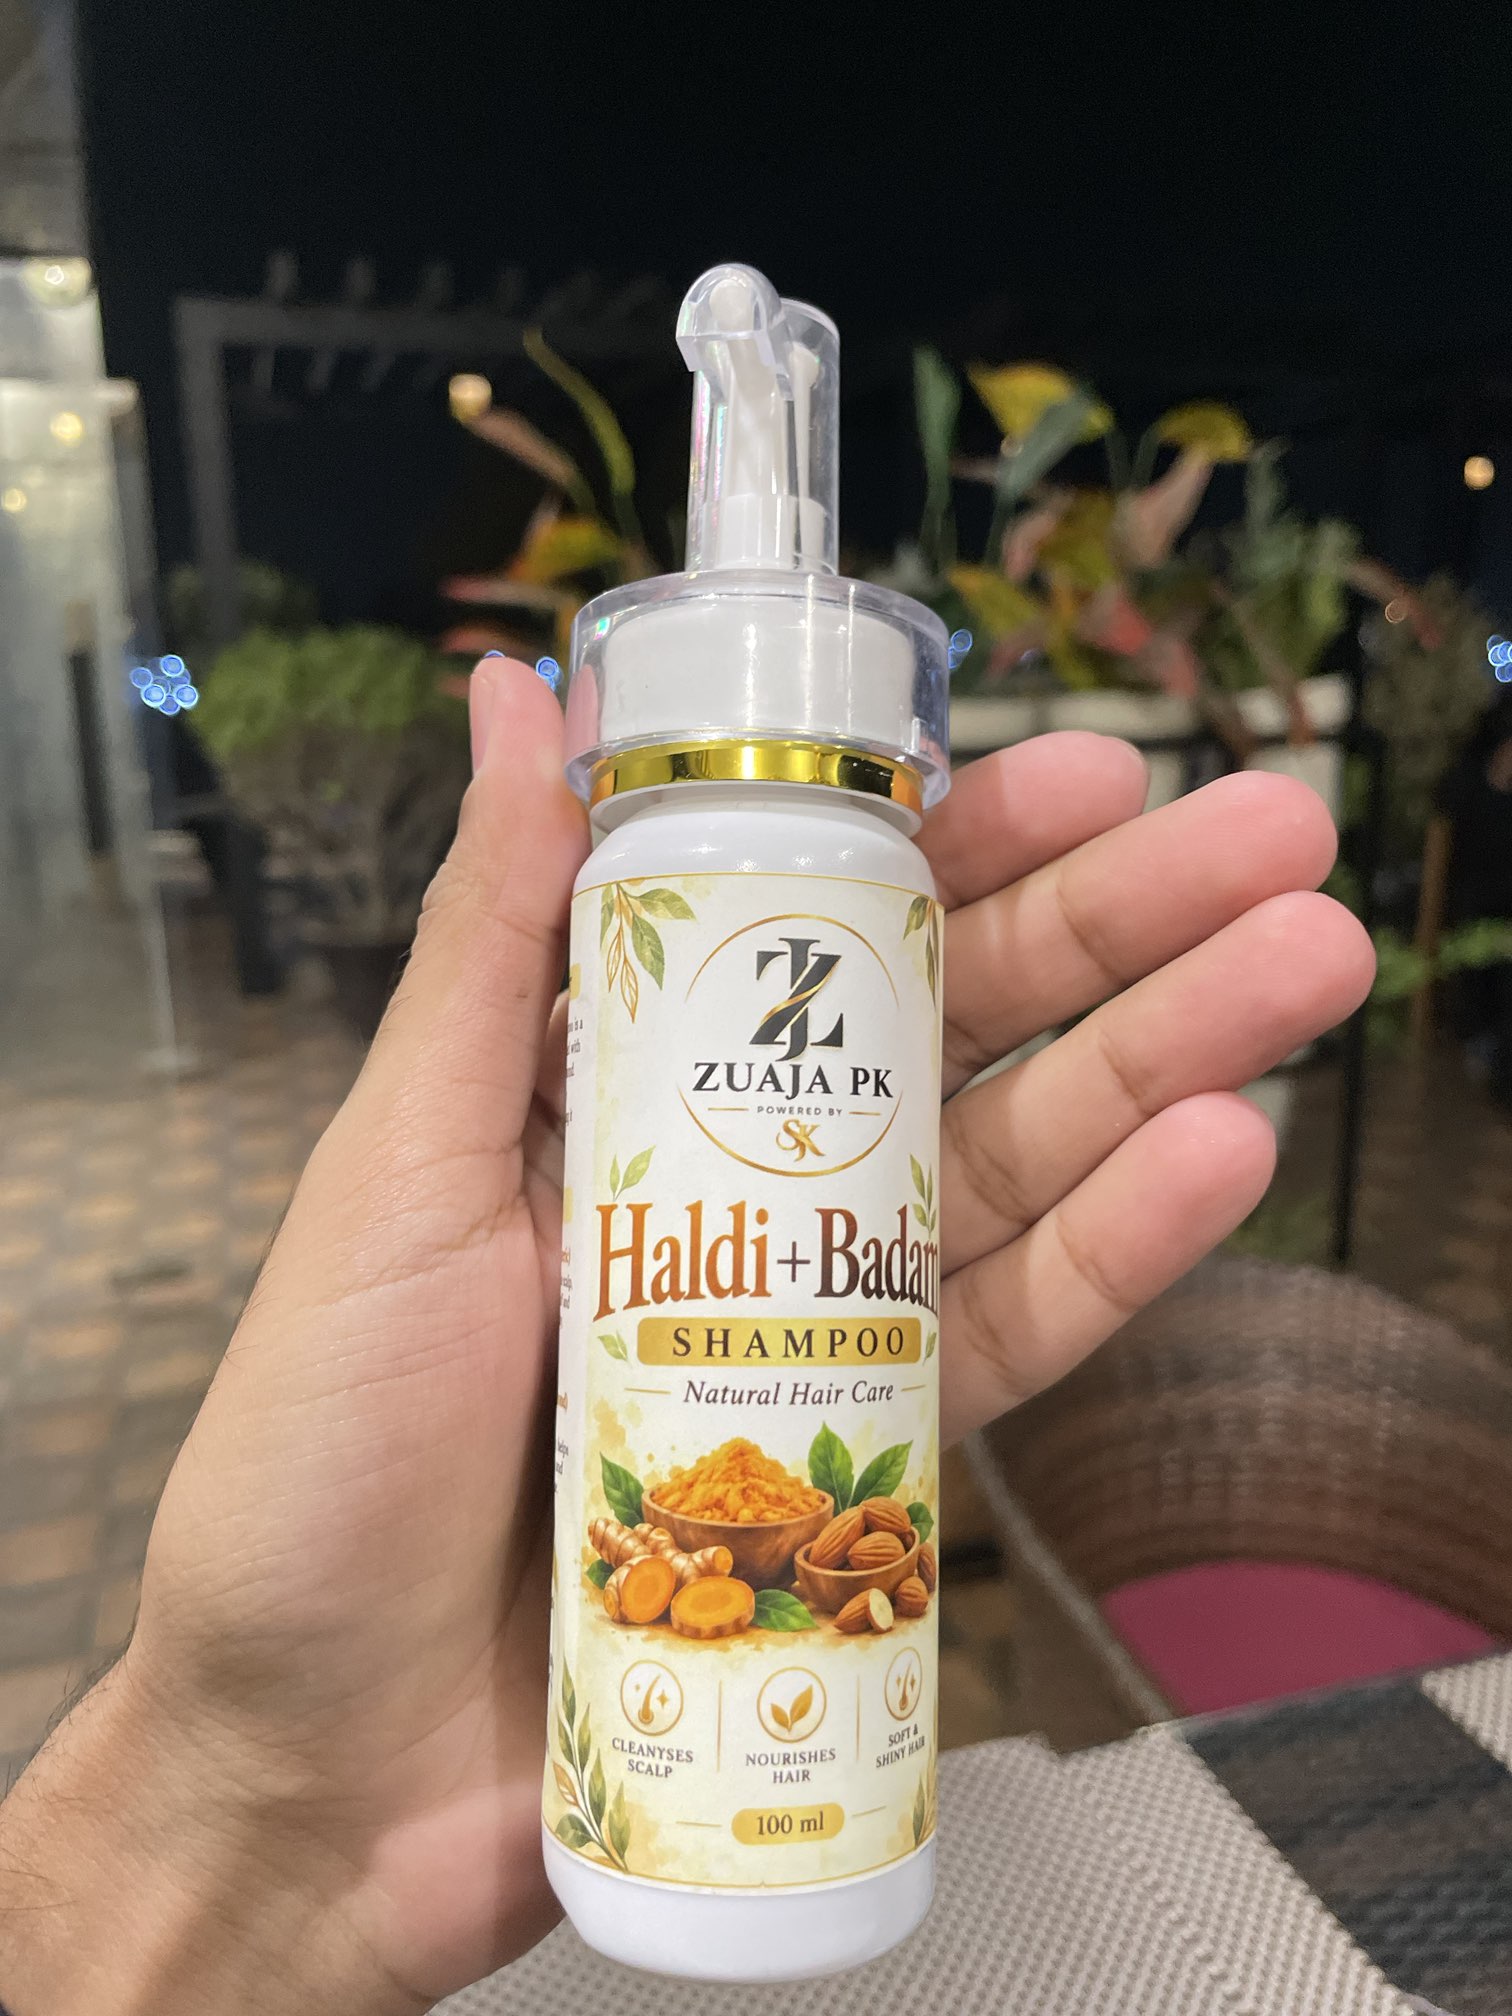 ZJ
ZUAJA PK
POWERED BY
SK
Haldi+Badam
SHAMPOO
Natural Hair Care
CLEANYSES
SCALP
NOURISHES
HAIR
SOFT &
SHINY HAIR
100 ml